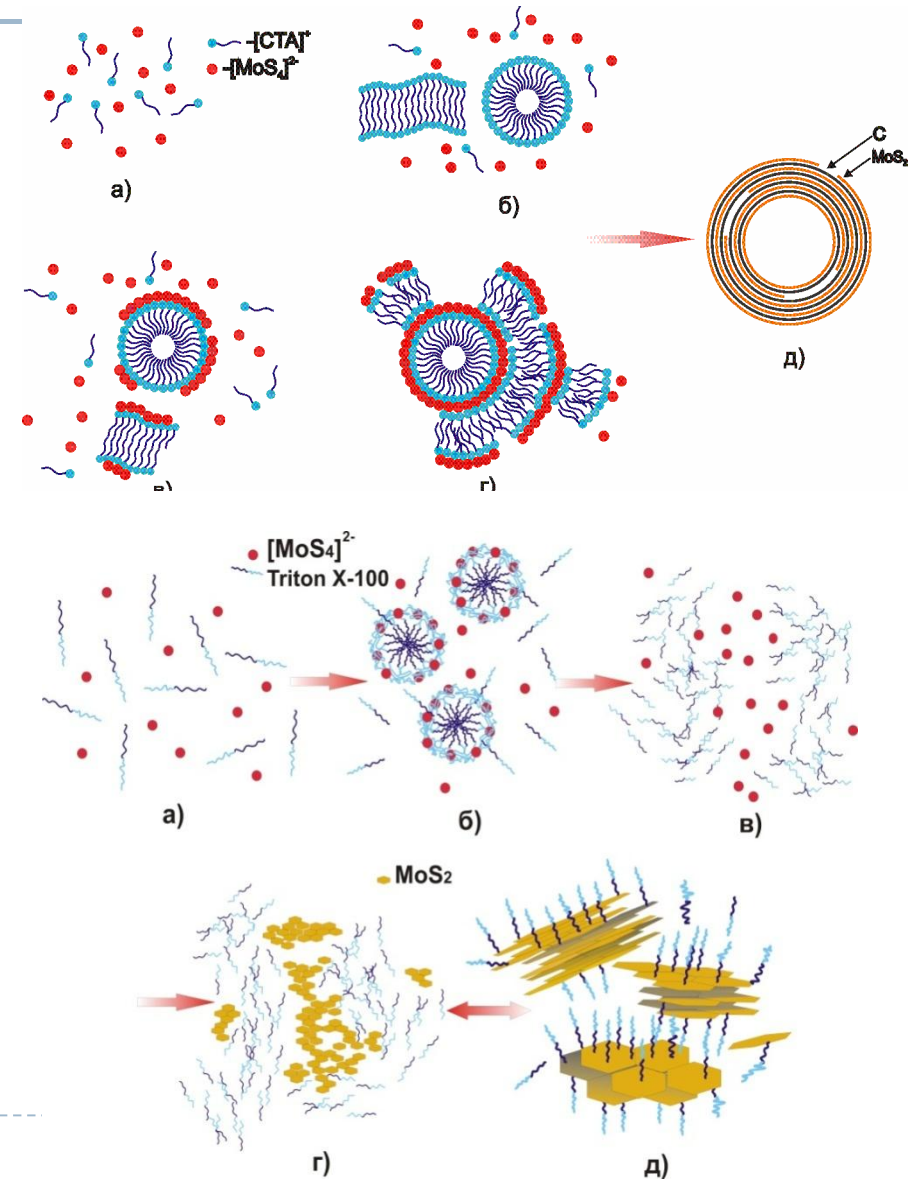 –[CTA]⁺
–[MoS₄]²⁻
а)
б)
C
MoS₂
д)
в)
г)
[MoS₄]²⁻
Triton X-100
а)
б)
в)
MoS₂
г)
д)